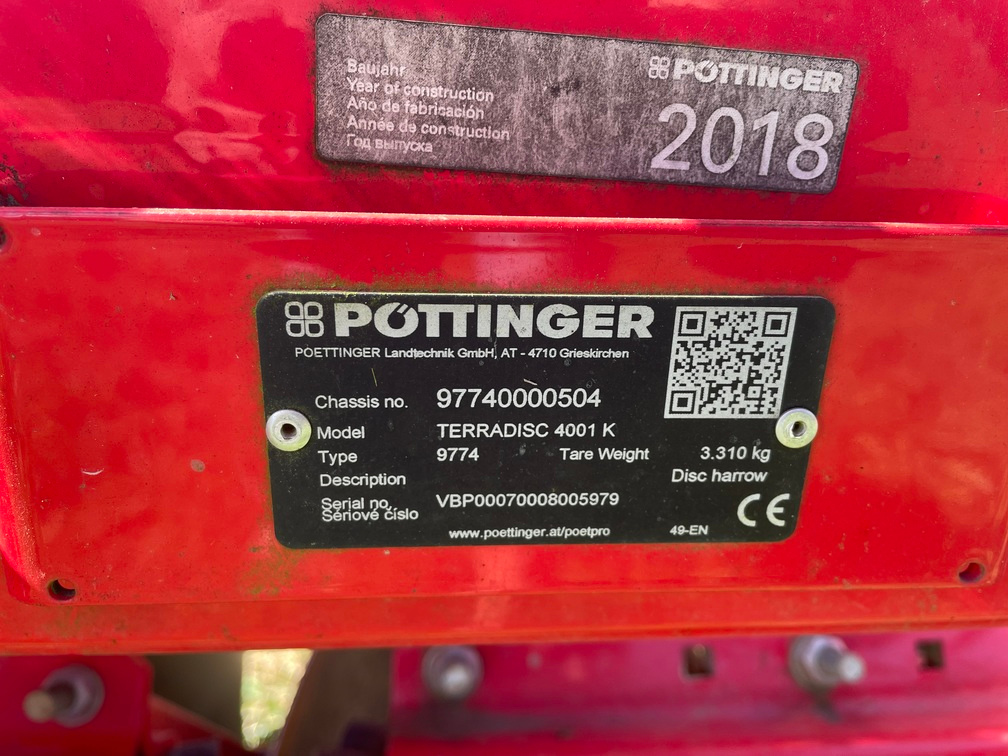 Baujahr
Year of construction
Año de fabricación
Année de construction
Год выпуска
PÖTTINGER
2018
PÖTTINGER
POETTINGER Landtechnik GmbH, AT - 4710 Grieskirchen
Chassis no. 97740000504
Model TERRADISC 4001 K
Type 9774 Tare Weight 3.310 kg
Description Disc harrow
Serial no. VBP00070008005979
Sériové číslo
www.poettinger.at/poetpro 49-EN CE